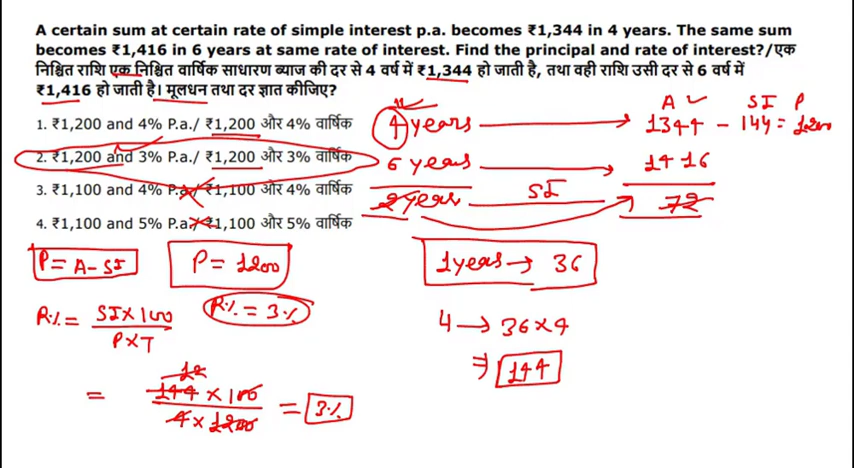 A certain sum at certain rate of simple interest p.a. becomes ₹1,344 in 4 years. The same sum
becomes ₹1,416 in 6 years at same rate of interest. Find the principal and rate of interest?/एक
निश्चित राशि एक निश्चित वार्षिक साधारण ब्याज की दर से 4 वर्ष में ₹1,344 हो जाती है, तथा वही राशि उसी दर से 6 वर्ष में
₹1,416 हो जाती है। मूलधन तथा दर ज्ञात कीजिए?
1. ₹1,200 and 4% P.a./ ₹1,200 और 4% वार्षिक
2. ₹1,200 and 3% P.a./ ₹1,200 और 3% वार्षिक
3. ₹1,100 and 4% P.a./ ₹1,100 और 4% वार्षिक
4. ₹1,100 and 5% P.a./ ₹1,100 और 5% वार्षिक
A SI P
4 years 1344 - 144 = 1200
6 years 1416
2 year SI 72
P = A - SI P = 1200 1 years → 36
R% = SI × 100 / P × T R% = 3%
4 → 36 × 4
⇒ 144
12
= 144 × 100 / 4 × 1200 = 3%